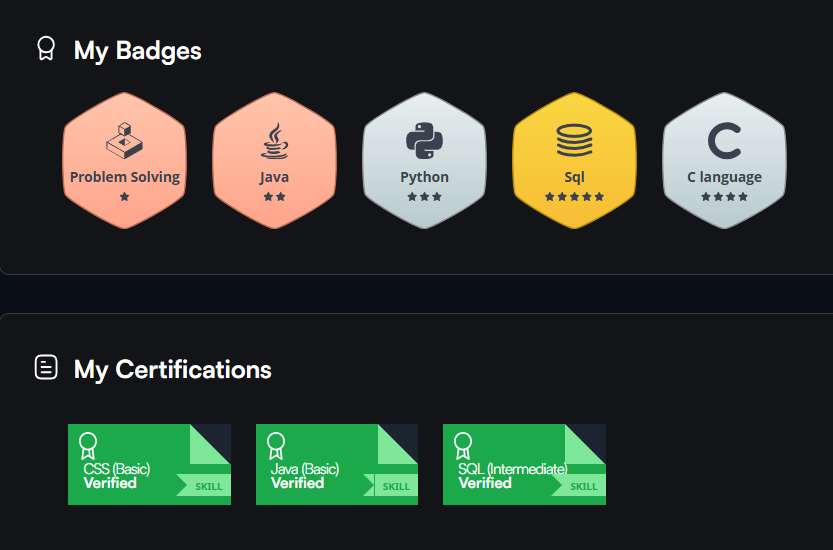 My Badges
Problem Solving
Java
Python
Sql
C language
My Certifications
CSS (Basic)
Verified
SKILL
Java (Basic)
Verified
SKILL
SQL (Intermediate)
Verified
SKILL